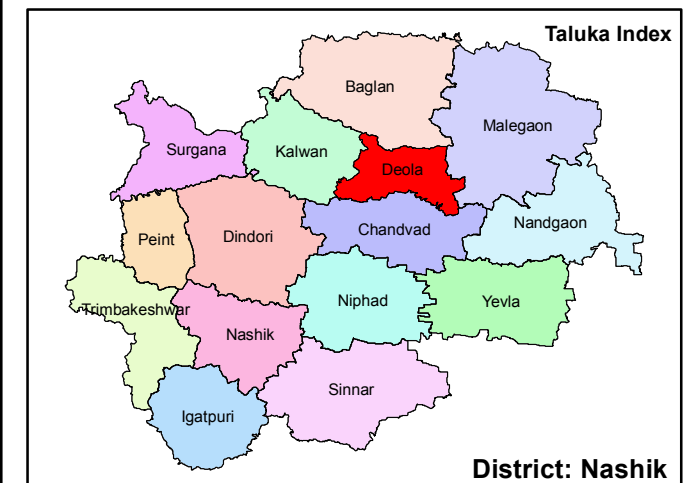 Taluka Index
Baglan
Malegaon
Surgana
Kalwan
Deola
Nandgaon
Chandvad
Peint
Dindori
Trimbakeshwar
Niphad
Yevla
Nashik
Sinnar
Igatpuri
District: Nashik